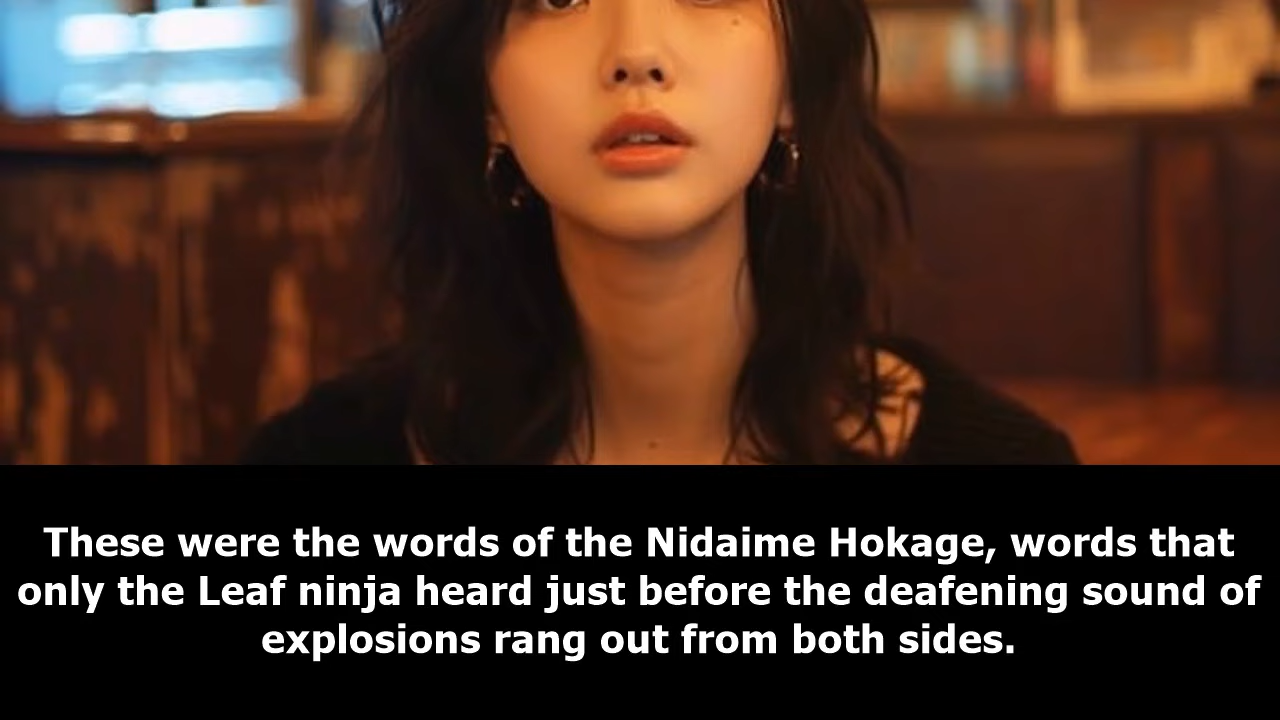 These were the words of the Nidaime Hokage, words that
only the Leaf ninja heard just before the deafening sound of
explosions rang out from both sides.